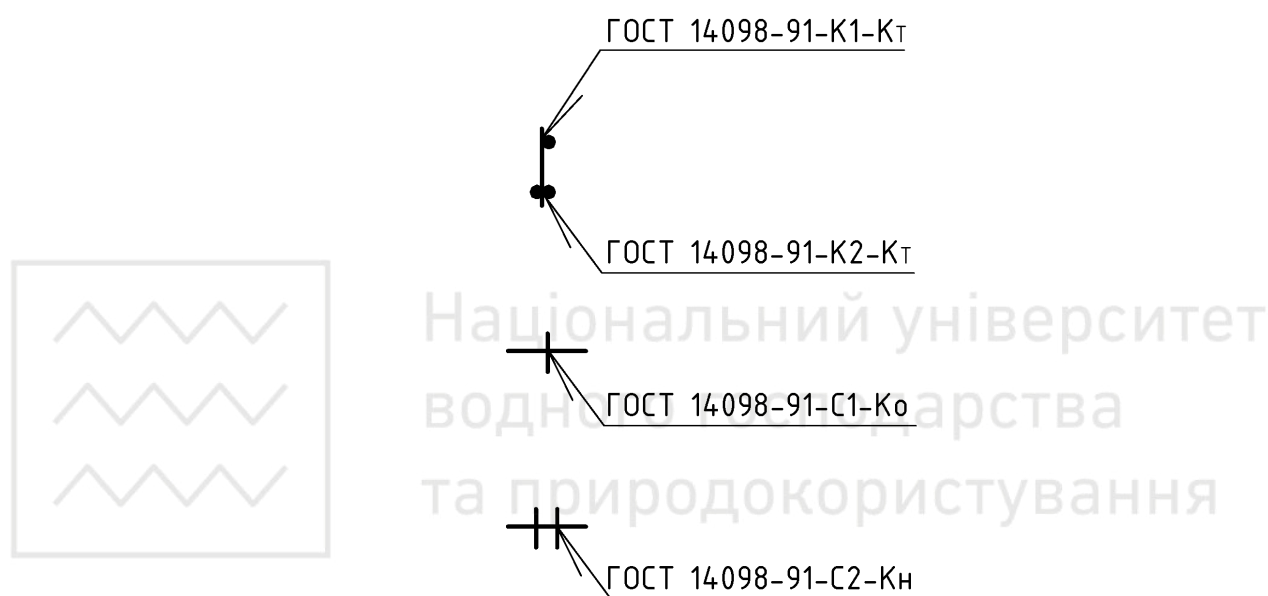 ГОСТ 14098-91-К1-Кт
ГОСТ 14098-91-К2-Кт
Національний університет
водного господарства
та природокористування
ГОСТ 14098-91-С1-Ко
ГОСТ 14098-91-С2-Кн